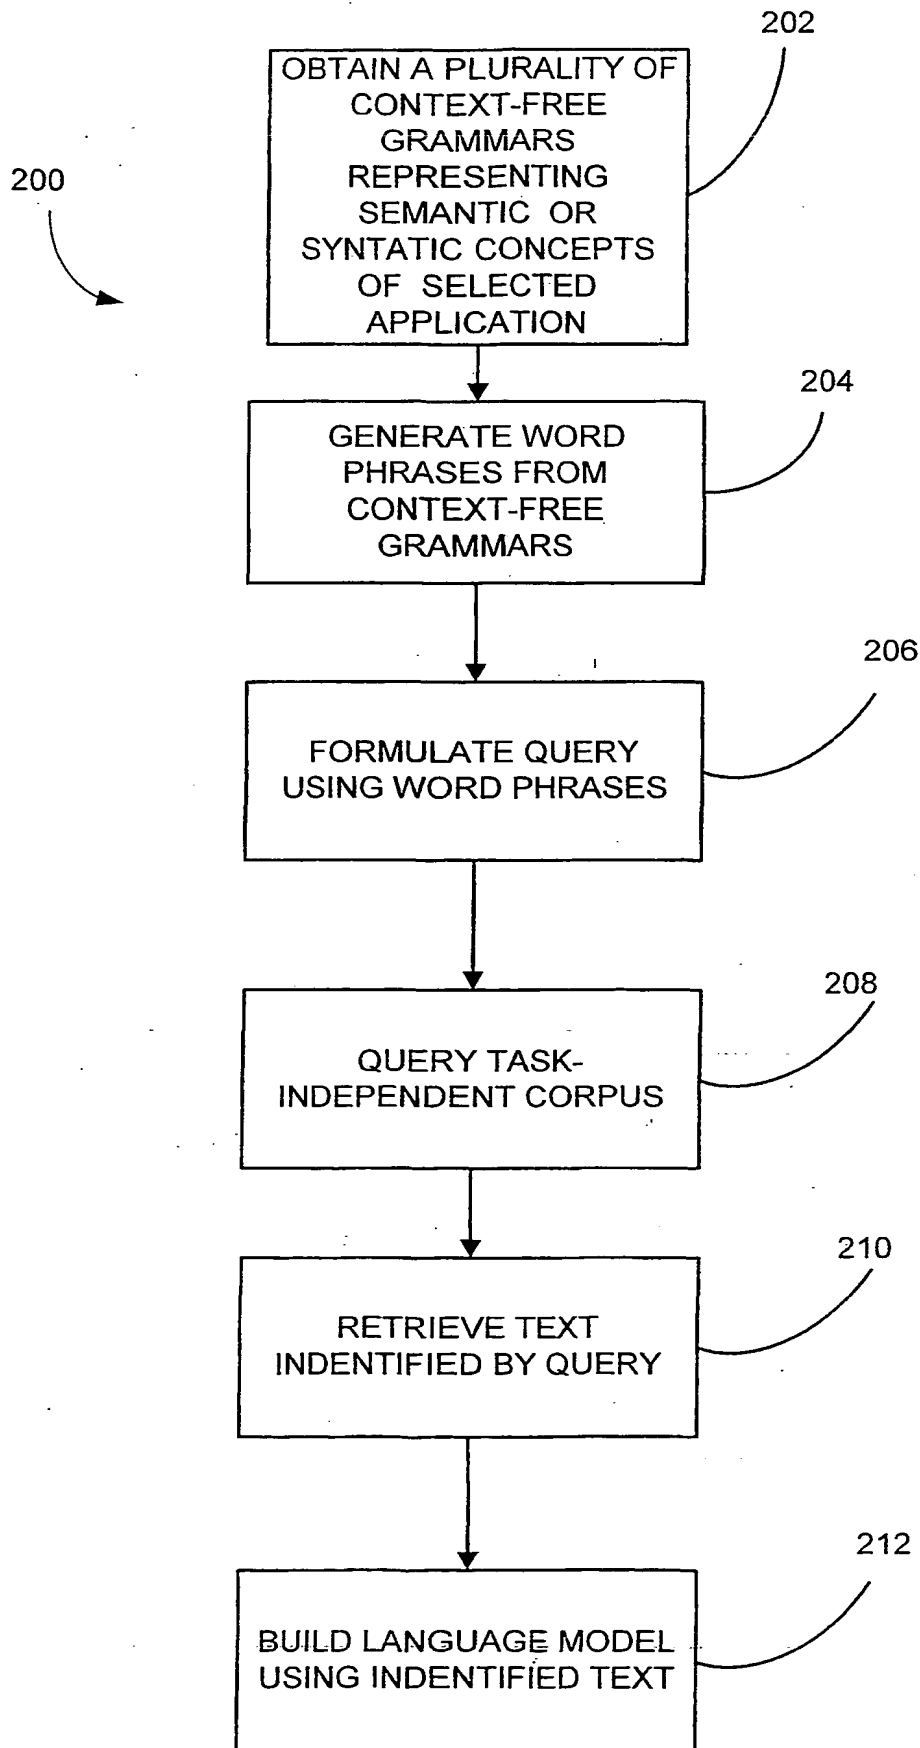 202
OBTAIN A PLURALITY OF
CONTEXT-FREE
GRAMMARS
REPRESENTING
SEMANTIC OR
SYNTATIC CONCEPTS
OF SELECTED
APPLICATION
200
204
GENERATE WORD
PHRASES FROM
CONTEXT-FREE
GRAMMARS
206
FORMULATE QUERY
USING WORD PHRASES
208
QUERY TASK-
INDEPENDENT CORPUS
210
RETRIEVE TEXT
INDENTIFIED BY QUERY
212
BUILD LANGUAGE MODEL
USING INDENTIFIED TEXT